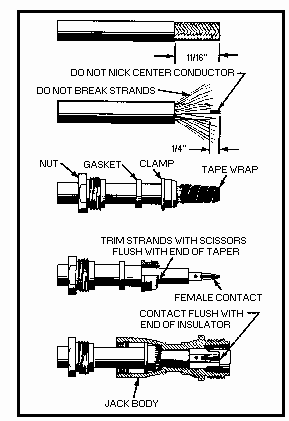 11/16"
DO NOT NICK CENTER CONDUCTOR
DO NOT BREAK STRANDS
1/4"
NUT
GASKET
CLAMP
TAPE WRAP
TRIM STRANDS WITH SCISSORS
FLUSH WITH END OF TAPER
FEMALE CONTACT
CONTACT FLUSH WITH
END OF INSULATOR
JACK BODY